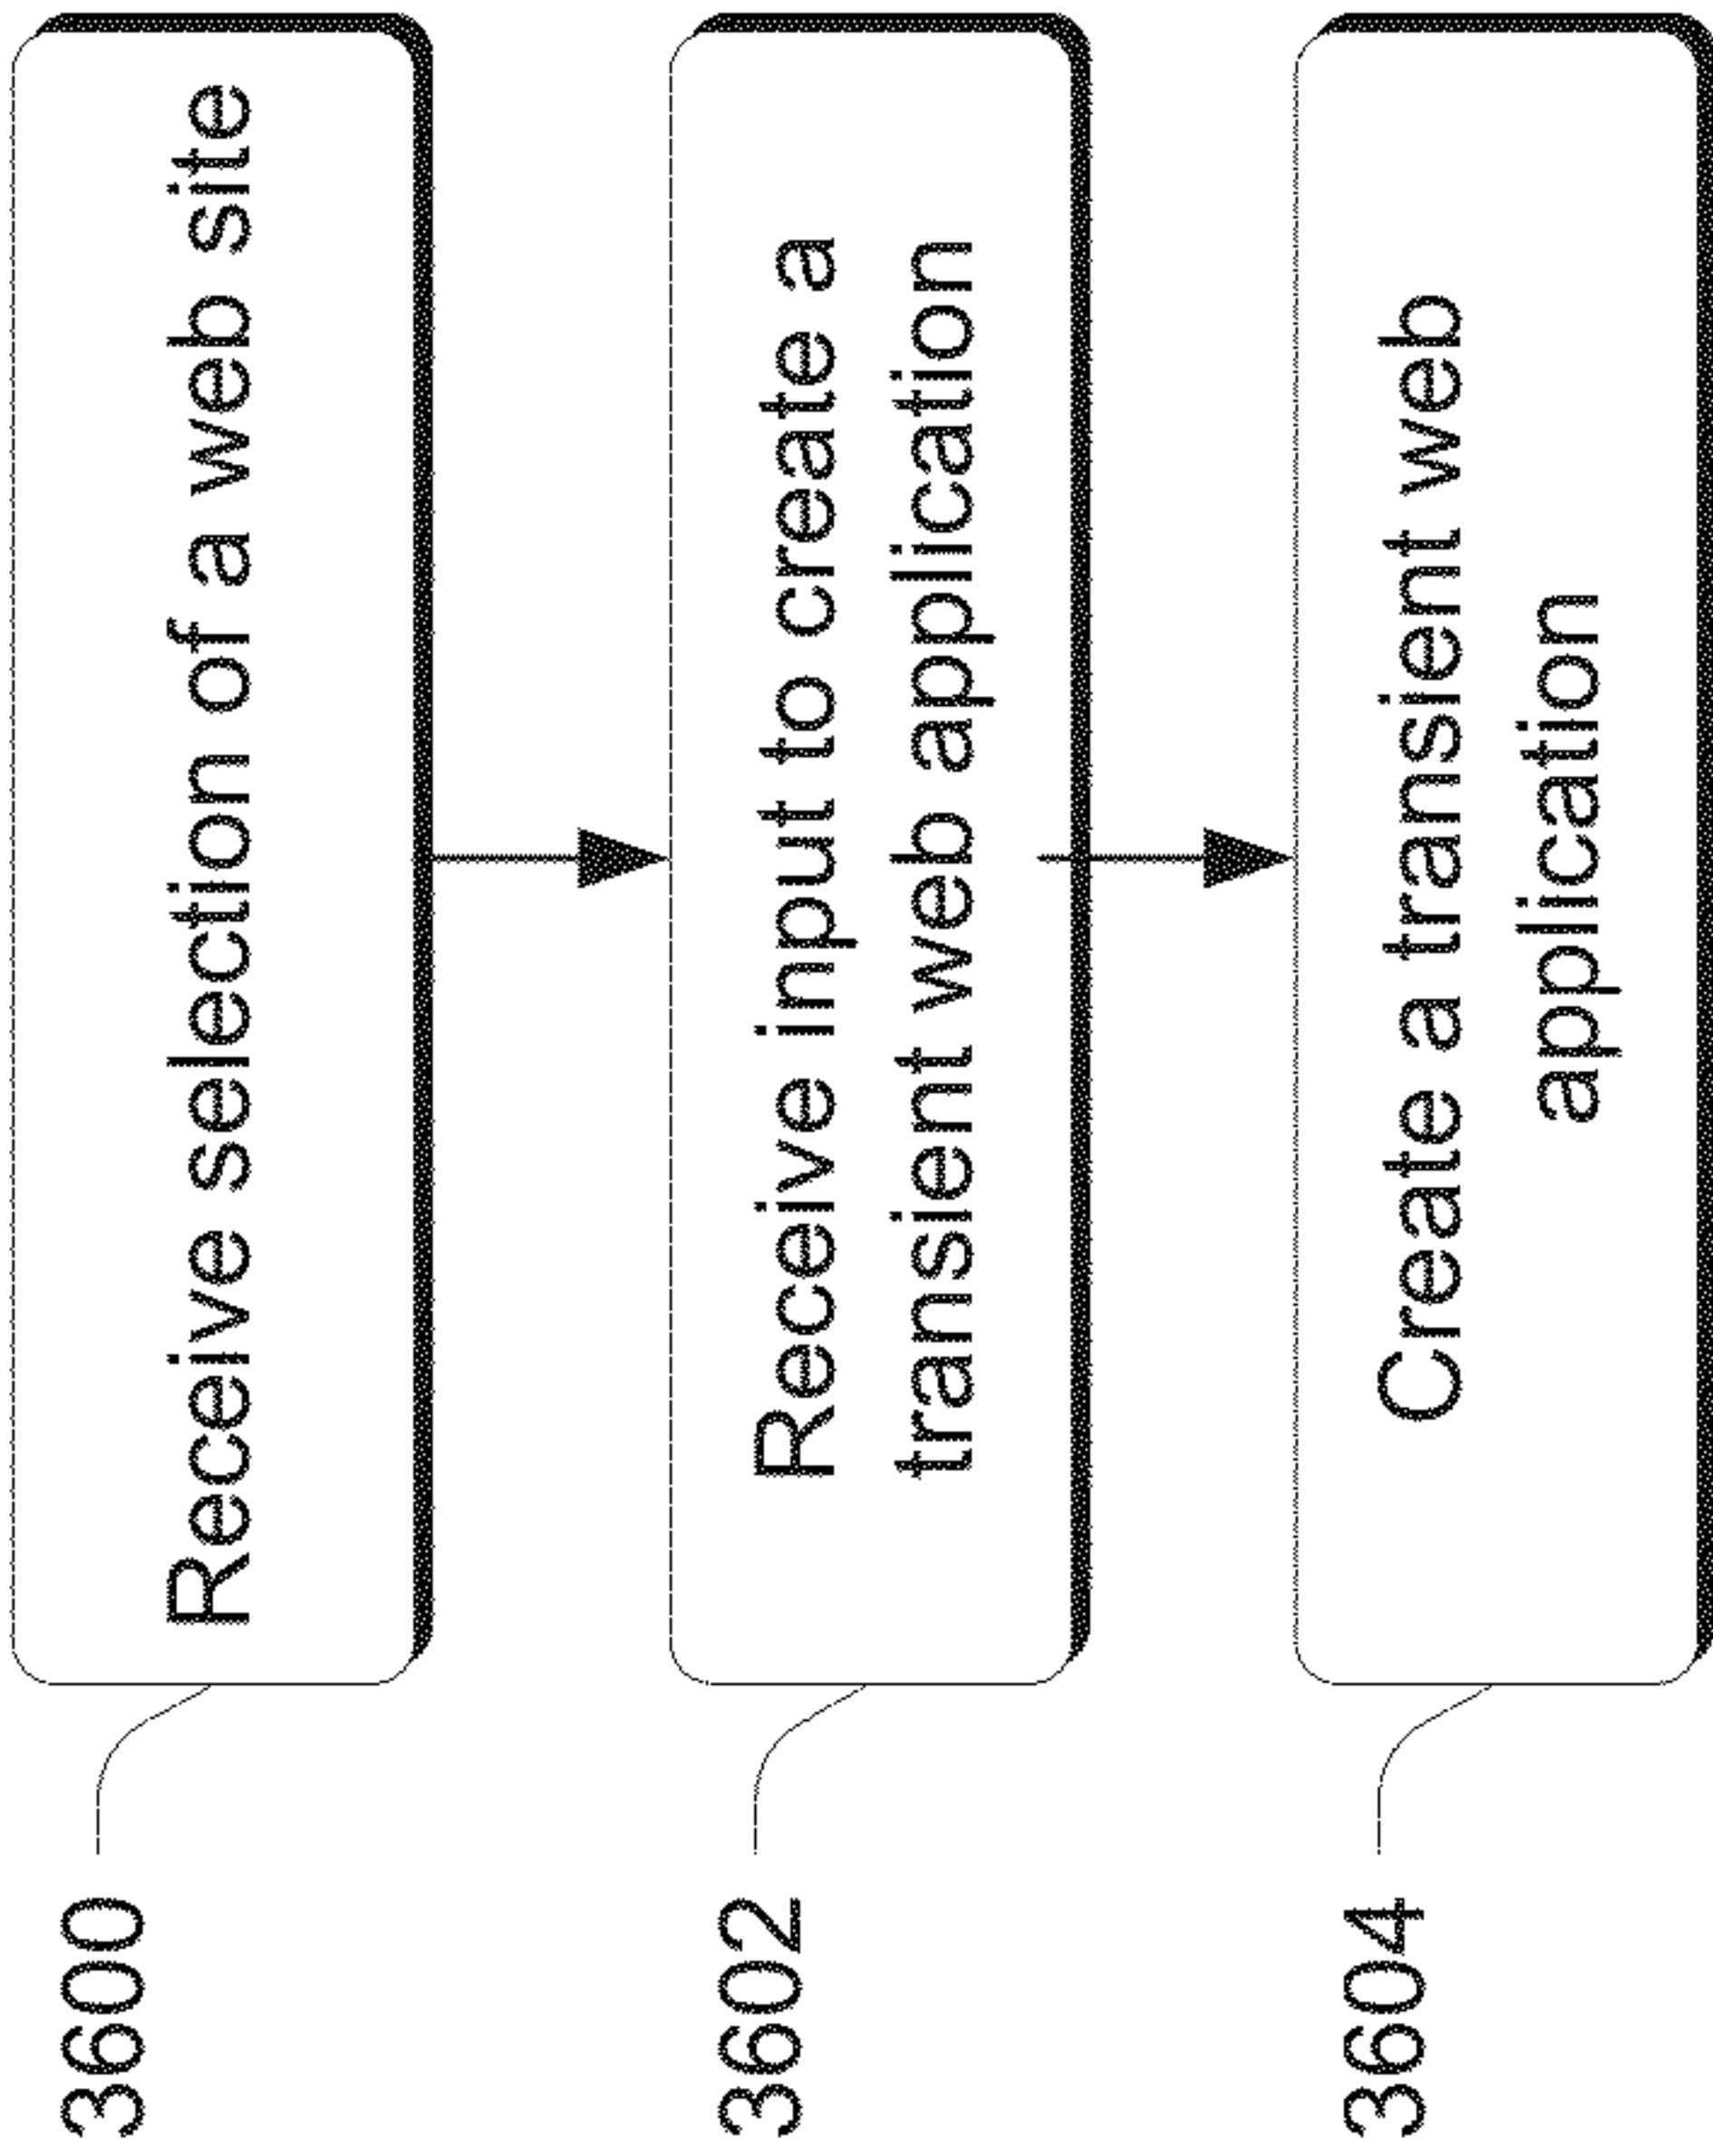 3600
Receive selection of a web site
3602
Receive input to create a
transient web application
3604
Create a transient web
application